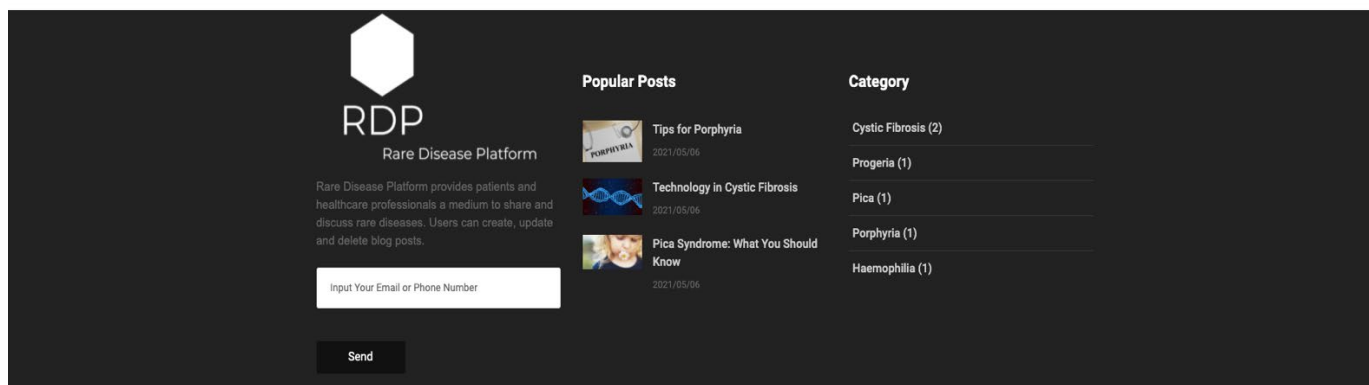 RDP
Rare Disease Platform
Rare Disease Platform provides patients and
healthcare professionals a medium to share and
discuss rare diseases. Users can create, update
and delete blog posts.
Input Your Email or Phone Number
Send
Popular Posts
PORPHYRIA
Tips for Porphyria
2021/05/06
Technology in Cystic Fibrosis
2021/05/06
Pica Syndrome: What You Should
Know
2021/05/06
Category
Cystic Fibrosis (2)
Progeria (1)
Pica (1)
Porphyria (1)
Haemophilia (1)